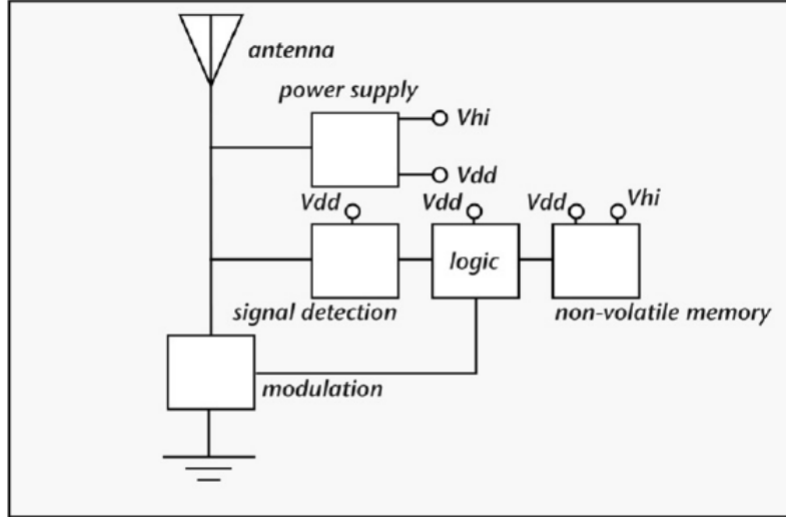 antenna
power supply
Vhi
Vdd
Vdd
Vdd
Vdd
Vhi
logic
signal detection
non-volatile memory
modulation